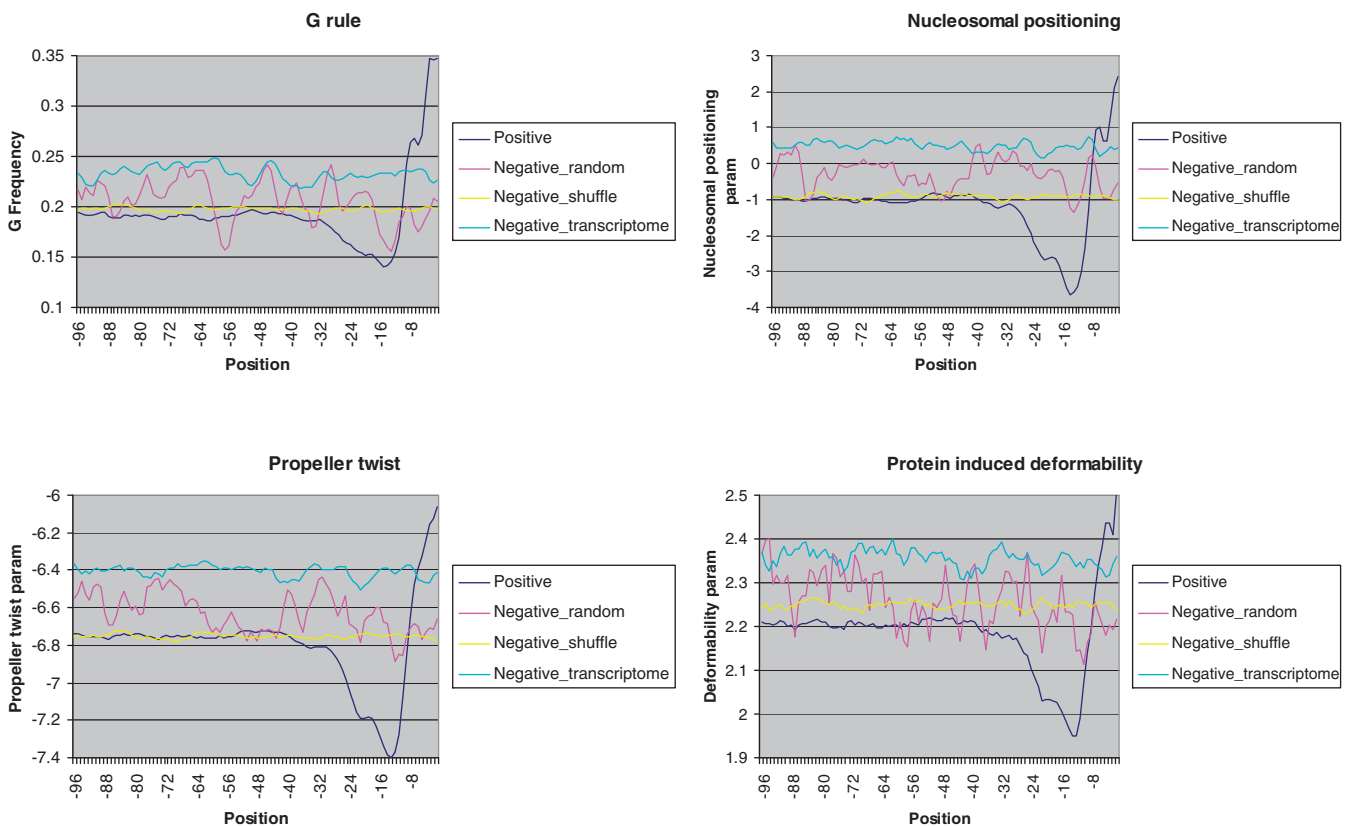 G rule
0.35
0.3
0.25
0.2
0.15
0.1
G Frequency
-96
-88
-80
-72
-64
-56
-48
-40
-32
-24
-16
-8
Position
Positive
Negative_random
Negative_shuffle
Negative_transcriptome
Nucleosomal positioning
3
2
1
0
-1
-2
-3
-4
Nucleosomal positioning
param
-96
-88
-80
-72
-64
-56
-48
-40
-32
-24
-16
-8
Position
Positive
Negative_random
Negative_shuffle
Negative_transcriptome
Propeller twist
-6
-6.2
-6.4
-6.6
-6.8
-7
-7.2
-7.4
Propeller twist param
-96
-88
-80
-72
-64
-56
-48
-40
-32
-24
-16
-8
Position
Positive
Negative_random
Negative_shuffle
Negative_transcriptome
Protein induced deformability
2.5
2.4
2.3
2.2
2.1
2
1.9
Deformability param
-96
-88
-80
-72
-64
-56
-48
-40
-32
-24
-16
-8
Position
Positive
Negative_random
Negative_shuffle
Negative_transcriptome